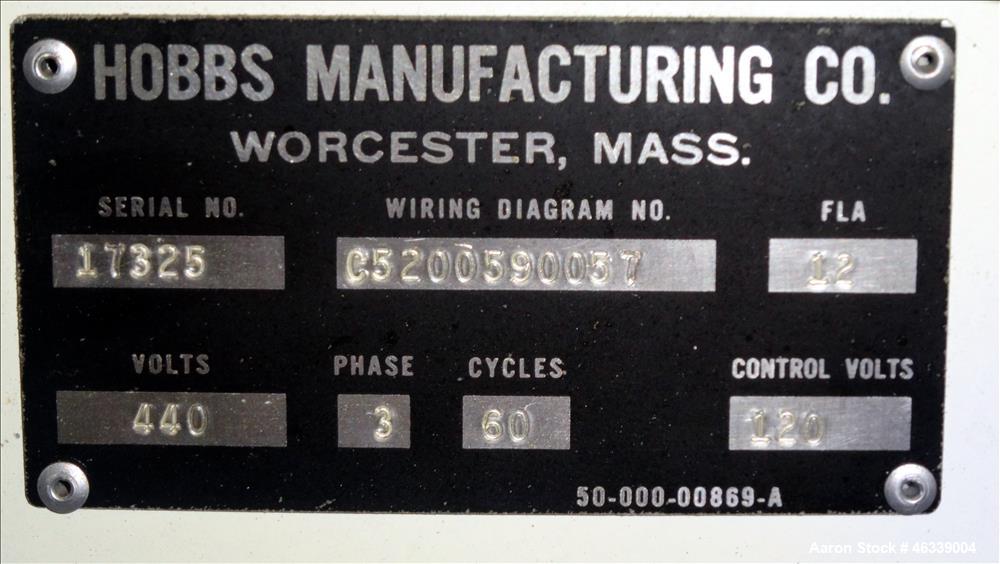 HOBBS MANUFACTURING CO.
WORCESTER, MASS.
SERIAL NO. WIRING DIAGRAM NO. FLA
17325 C5200590057 12
VOLTS PHASE CYCLES CONTROL VOLTS
440 3 60 120
50-000-00869-A
Aaron Stock # 46339004